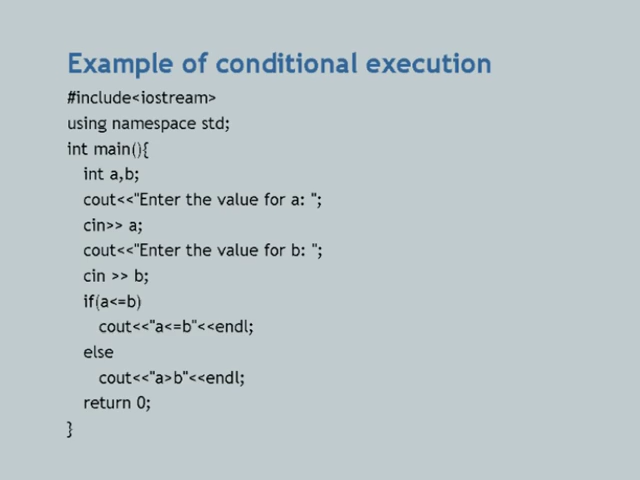 Example of conditional execution
#include<iostream>
using namespace std;
int main(){
int a,b;
cout<<"Enter the value for a: ";
cin>> a;
cout<<"Enter the value for b: ";
cin >> b;
if(a<=b)
cout<<"a<=b"<<endl;
else
cout<<"a>b"<<endl;
return 0;
}